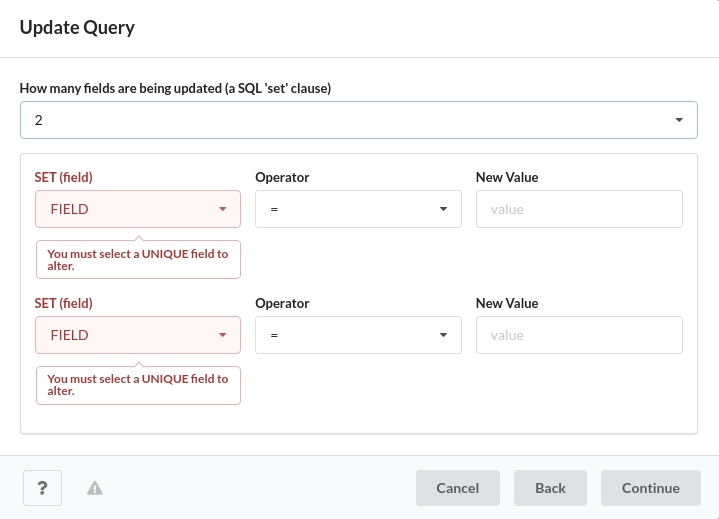 Update Query
How many fields are being updated (a SQL 'set' clause)
2
SET (field) Operator New Value
FIELD = value
You must select a UNIQUE field to
alter.
SET (field) Operator New Value
FIELD = value
You must select a UNIQUE field to
alter.
? Cancel Back Continue